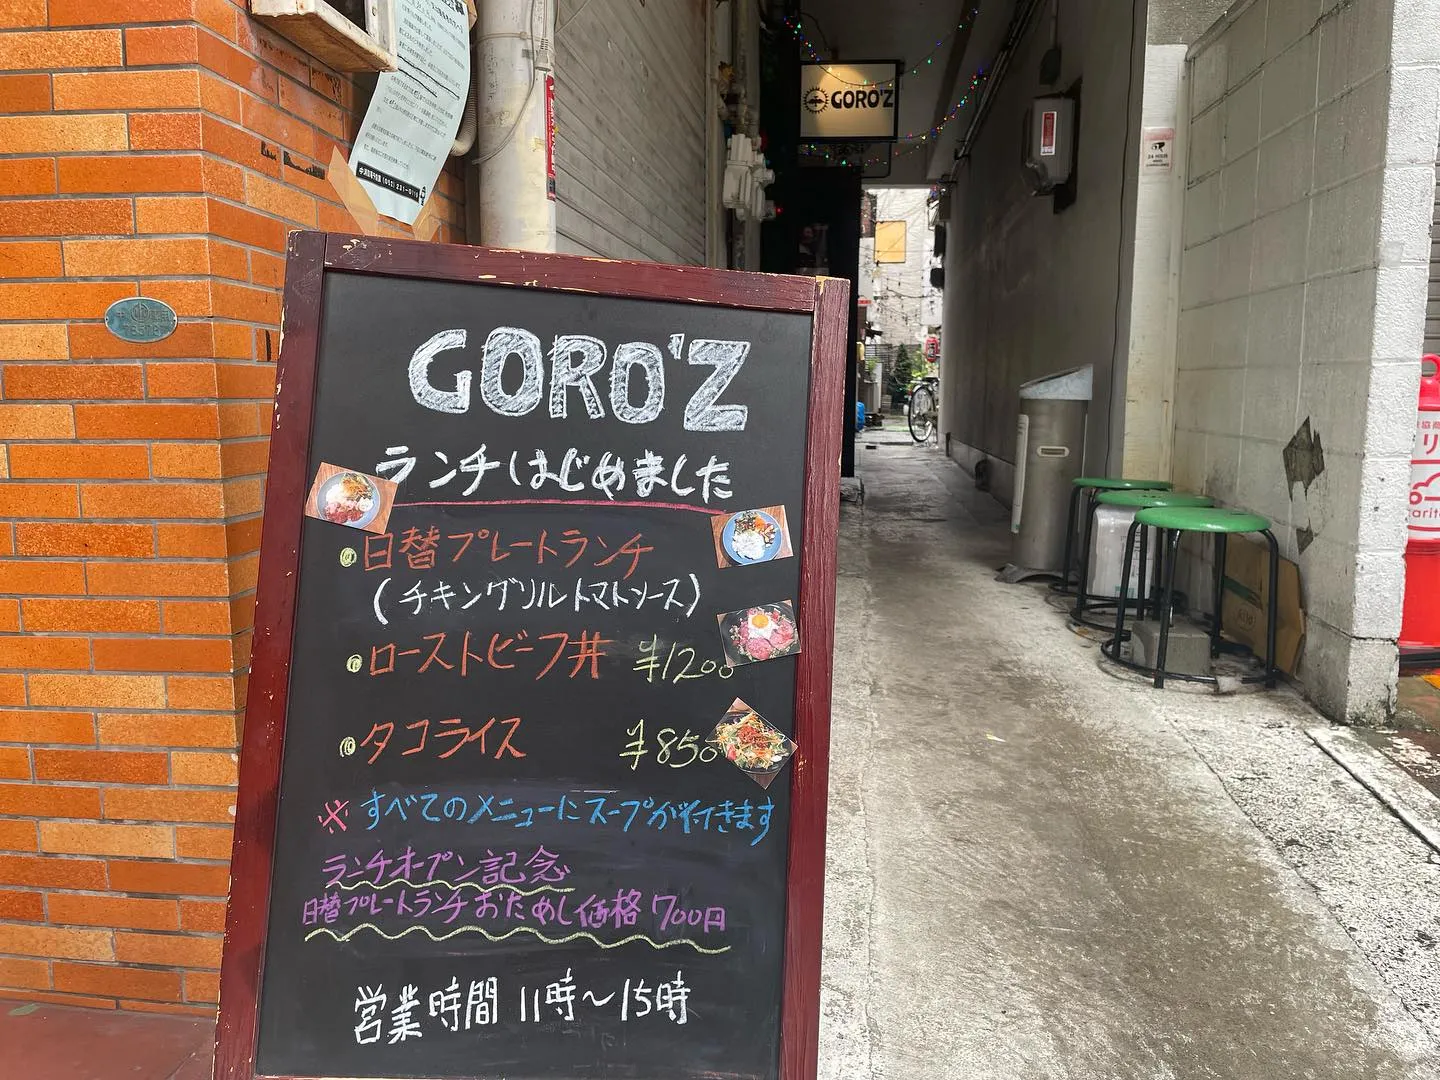 GORO'Z
GORO'Z
ランチはじめました
日替プレートランチ
(チキングリルトマトソース)
ローストビーフ丼 ¥1200
タコライス ¥850
※すべてのメニューにスープが付きます
ランチオープン記念
日替プレートランチおためし価格700円
営業時間 11時～15時
24 HOUR
リ